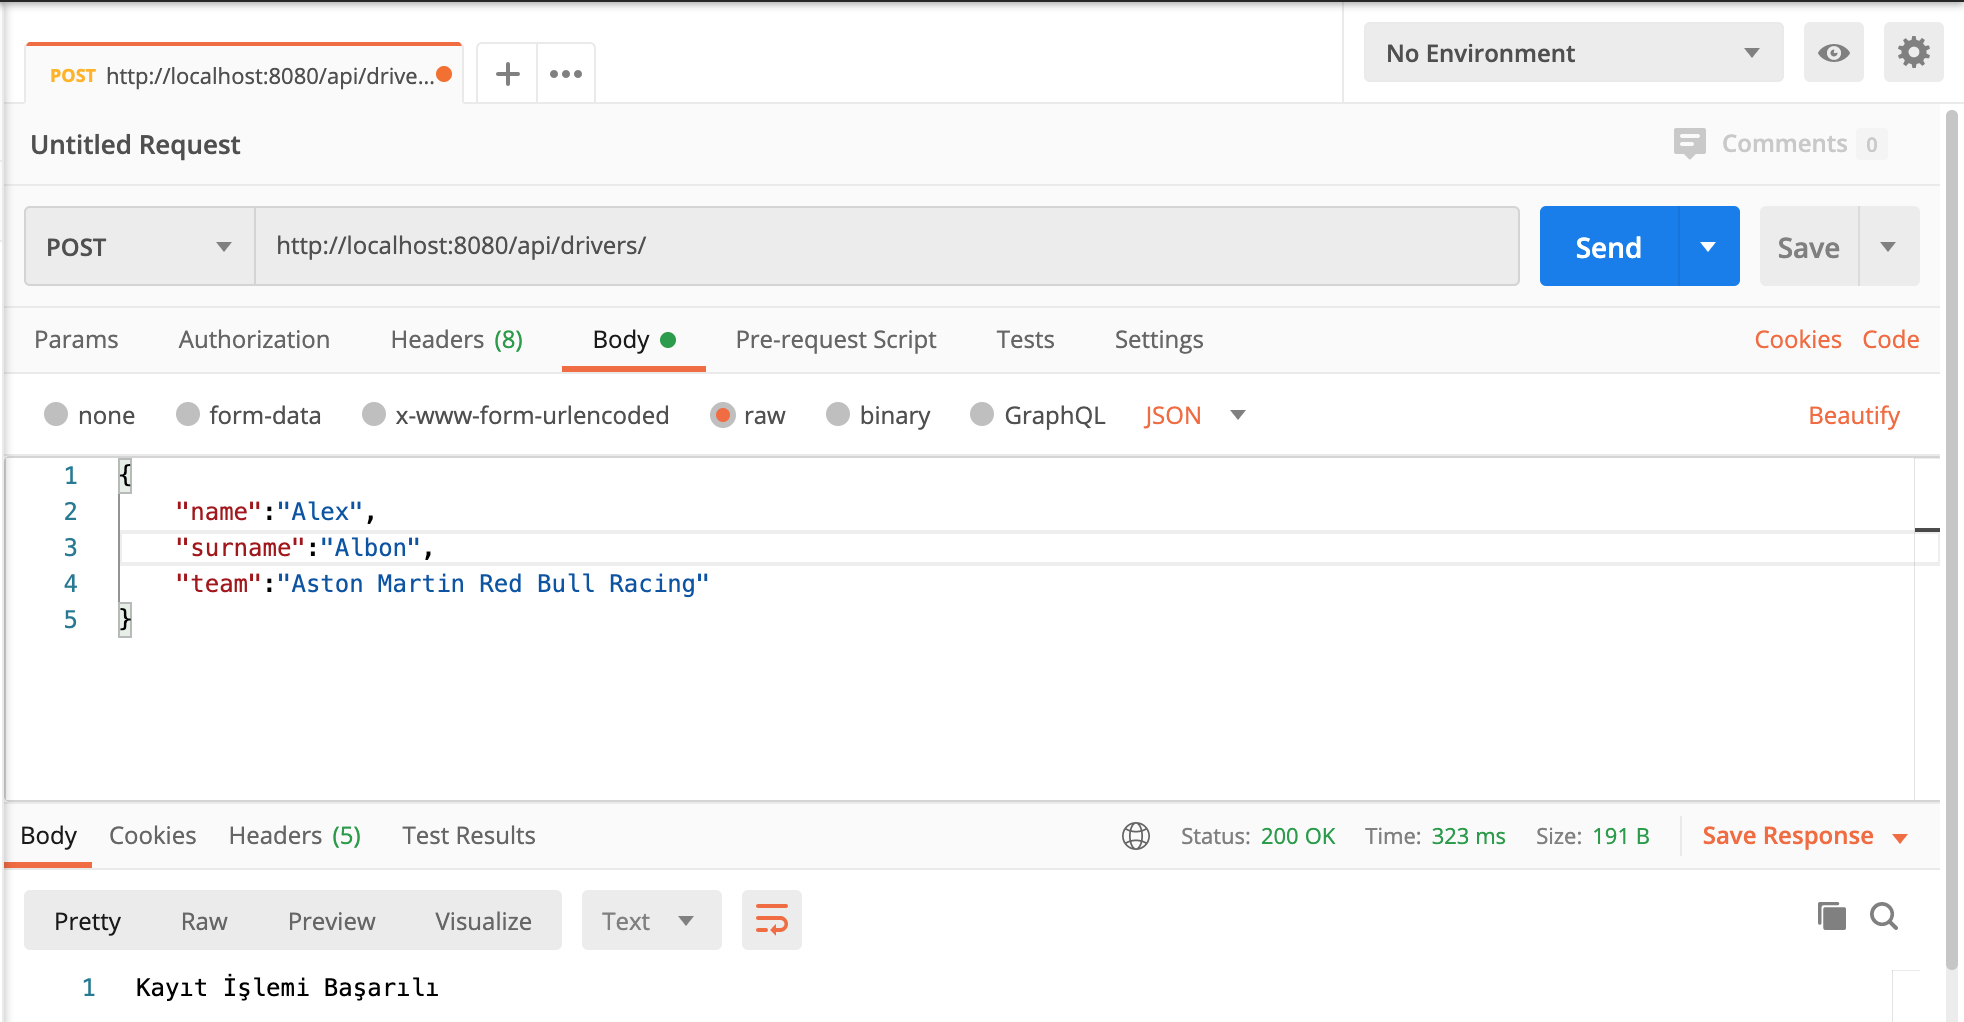 POST http://localhost:8080/api/drive...
No Environment
Untitled Request
Comments 0
POST http://localhost:8080/api/drivers/ Send Save
Params Authorization Headers (8) Body Pre-request Script Tests Settings Cookies Code
none form-data x-www-form-urlencoded raw binary GraphQL JSON Beautify
1 {
2 "name":"Alex",
3 "surname":"Albon",
4 "team":"Aston Martin Red Bull Racing"
5 }
Body Cookies Headers (5) Test Results Status: 200 OK Time: 323 ms Size: 191 B Save Response
Pretty Raw Preview Visualize Text
1 Kayıt İşlemi Başarılı